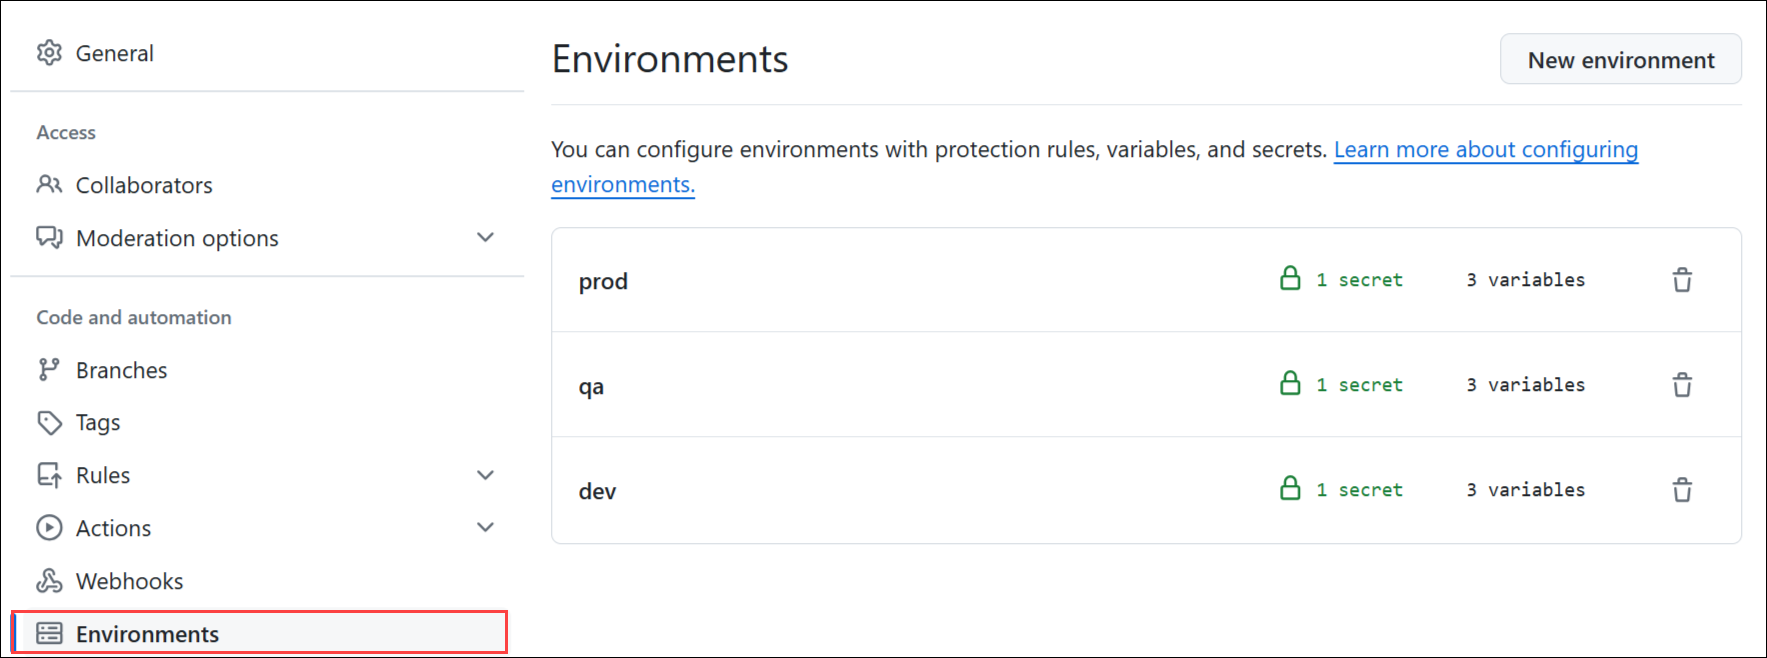 General
Access
Collaborators
Moderation options
Code and automation
Branches
Tags
Rules
Actions
Webhooks
Environments
Environments
New environment
You can configure environments with protection rules, variables, and secrets. Learn more about configuring
environments.
prod 1 secret 3 variables
qa 1 secret 3 variables
dev 1 secret 3 variables